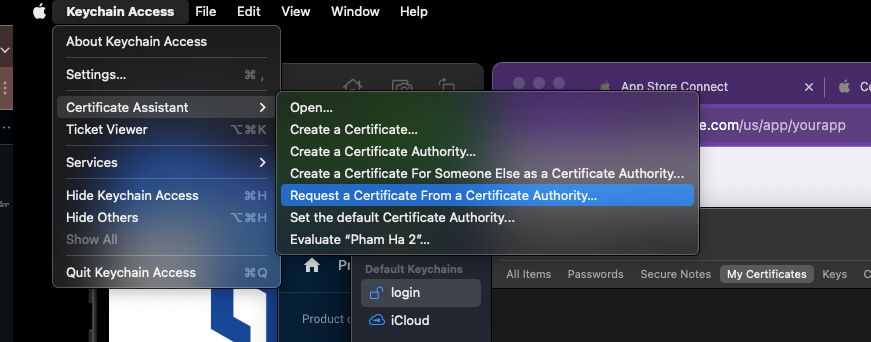 Keychain Access File Edit View Window Help
About Keychain Access
Settings... ⌘ ,
Certificate Assistant
Ticket Viewer ⌥⌘K
Services
Hide Keychain Access ⌘H
Hide Others ⌥⌘H
Show All
Quit Keychain Access ⌘Q
Open...
Create a Certificate...
Create a Certificate Authority...
Create a Certificate For Someone Else as a Certificate Authority...
Request a Certificate From a Certificate Authority...
Set the default Certificate Authority...
Evaluate “Pham Ha 2”...
App Store Connect
e.com/us/app/yourapp
All Items Passwords Secure Notes My Certificates Keys
Default Keychains
login
iCloud
Product